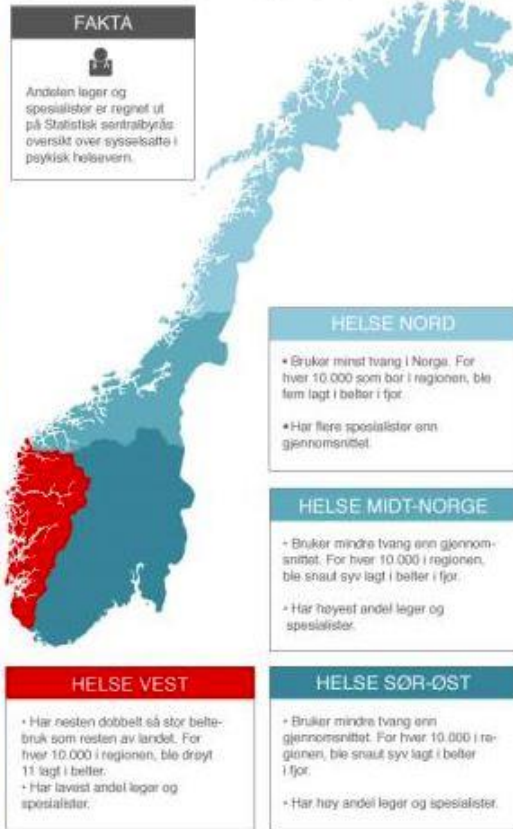 FAKTA
Andelen leger og
spesialister er regnet ut
på Statistisk sentralbyrås
oversikt over sysselsatte i
psykisk helsevern.
HELSE NORD
• Bruker minst tvang i Norge. For
hver 10.000 som bor i regionen, ble
fem lagt i belter i fjor.
• Har flere spesialister enn
gjennomsnittet.
HELSE MIDT-NORGE
• Bruker mindre tvang enn gjennom-
snittet. For hver 10.000 i regionen,
ble snaut syv lagt i belter i fjor.
• Har høyest andel leger og
spesialister.
HELSE VEST
• Har nesten dobbelt så stor belte-
bruk som resten av landet. For
hver 10.000 i regionen, ble drøyt
11 lagt i belter.
• Har lavest andel leger og
spesialister.
HELSE SØR-ØST
• Bruker mindre tvang enn
gjennomsnittet. For hver 10.000 i re-
gionen, ble snaut syv lagt i belter
i fjor.
• Har høy andel leger og spesialister.